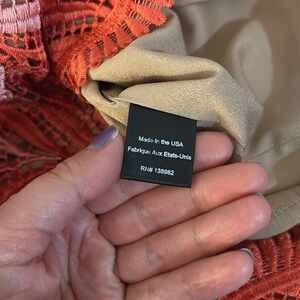 Made In the USA
Fabrique Aux Etats-Unis
RN# 138982